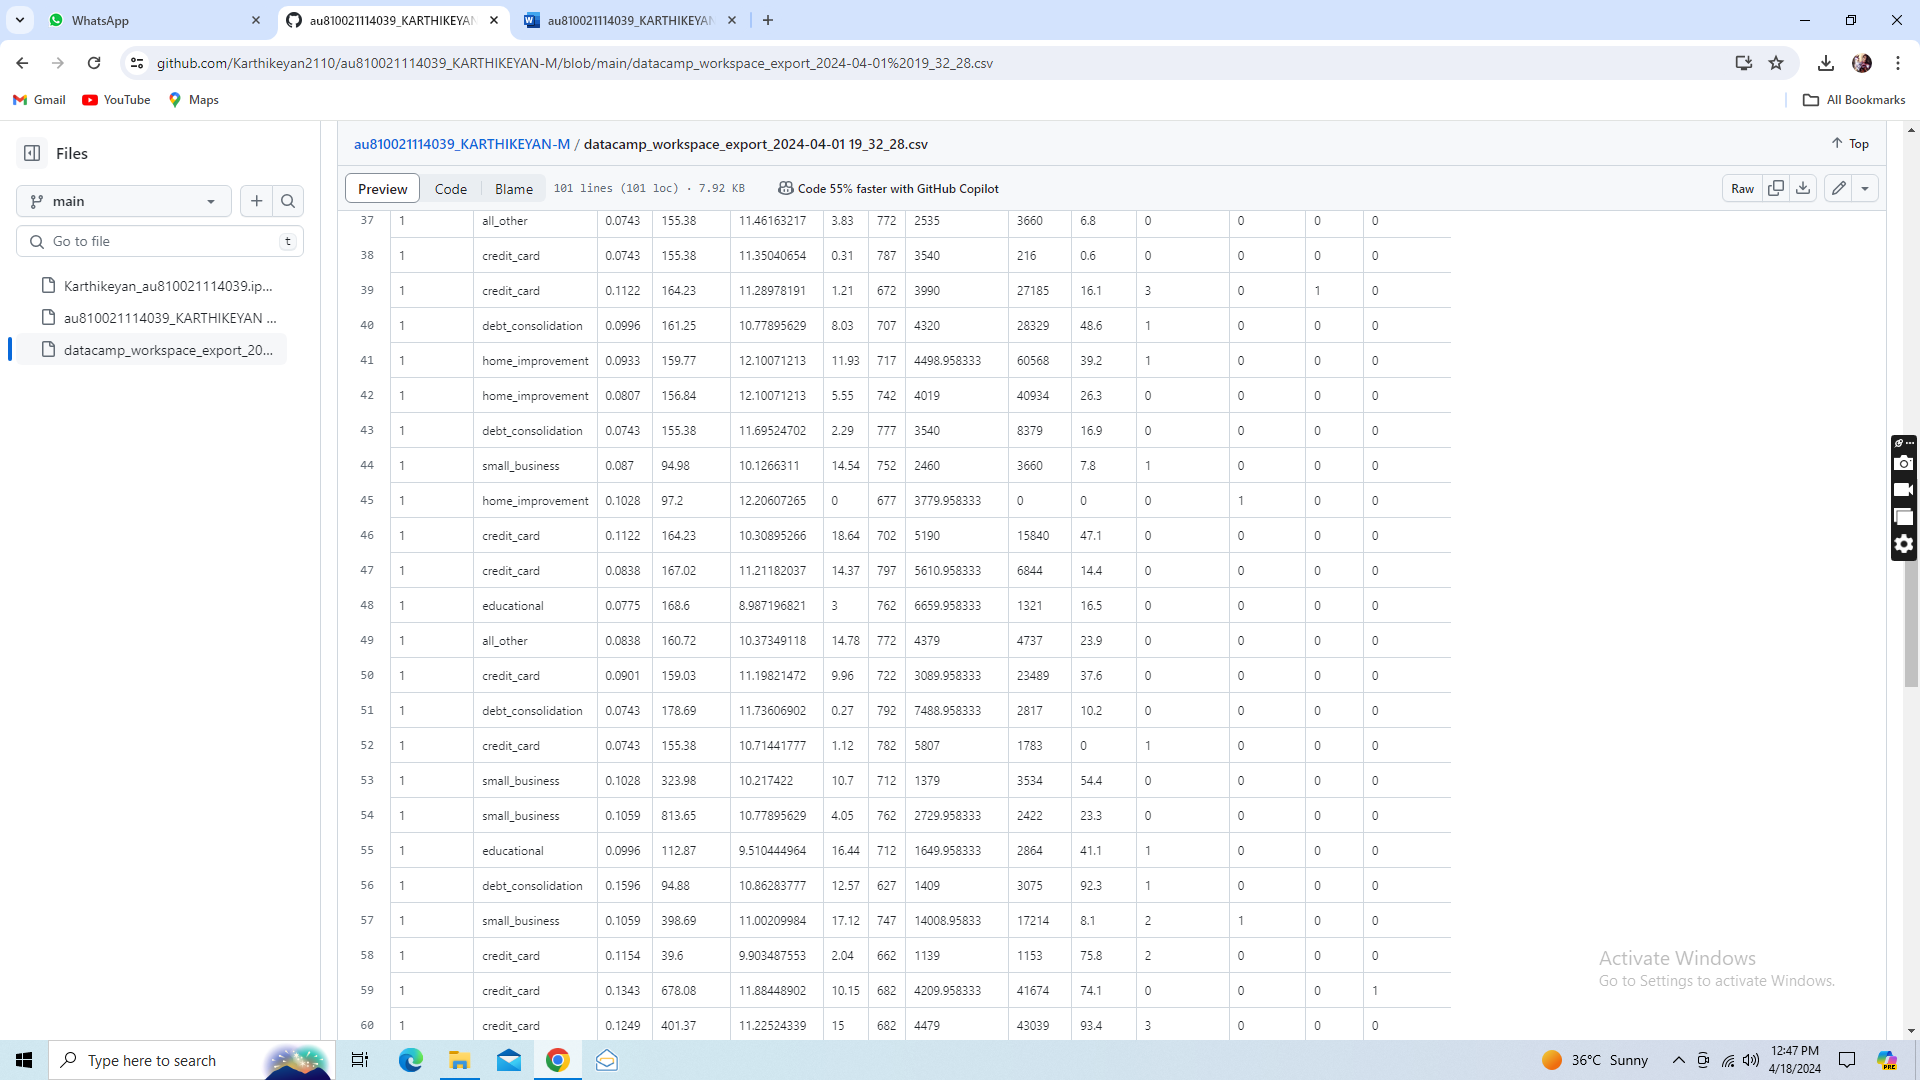 WhatsApp
au810021114039_KARTHIKEYAN
au810021114039_KARTHIKEYAN
github.com/Karthikeyan2110/au810021114039_KARTHIKEYAN-M/blob/main/datacamp_workspace_export_2024-04-01%2019_32_28.csv
Gmail YouTube Maps All Bookmarks
Files
au810021114039_KARTHIKEYAN-M / datacamp_workspace_export_2024-04-01 19_32_28.csv Top
main
Preview Code Blame 101 lines (101 loc) · 7.92 KB Code 55% faster with GitHub Copilot Raw
Go to file t
Karthikeyan_au810021114039.ip...
au810021114039_KARTHIKEYAN ...
datacamp_workspace_export_20...
37 1 all_other 0.0743 155.38 11.46163217 3.83 772 2535 3660 6.8 0 0 0 0
38 1 credit_card 0.0743 155.38 11.35040654 0.31 787 3540 216 0.6 0 0 0 0
39 1 credit_card 0.1122 164.23 11.28978191 1.21 672 3990 27185 16.1 3 0 1 0
40 1 debt_consolidation 0.0996 161.25 10.77895629 8.03 707 4320 28329 48.6 1 0 0 0
41 1 home_improvement 0.0933 159.77 12.10071213 11.93 717 4498.958333 60568 39.2 1 0 0 0
42 1 home_improvement 0.0807 156.84 12.10071213 5.55 742 4019 40934 26.3 0 0 0 0
43 1 debt_consolidation 0.0743 155.38 11.69524702 2.29 777 3540 8379 16.9 0 0 0 0
44 1 small_business 0.087 94.98 10.1266311 14.54 752 2460 3660 7.8 1 0 0 0
45 1 home_improvement 0.1028 97.2 12.20607265 0 677 3779.958333 0 0 0 1 0 0
46 1 credit_card 0.1122 164.23 10.30895266 18.64 702 5190 15840 47.1 0 0 0 0
47 1 credit_card 0.0838 167.02 11.21182037 14.37 797 5610.958333 6844 14.4 0 0 0 0
48 1 educational 0.0775 168.6 8.987196821 3 762 6659.958333 1321 16.5 0 0 0 0
49 1 all_other 0.0838 160.72 10.37349118 14.78 772 4379 4737 23.9 0 0 0 0
50 1 credit_card 0.0901 159.03 11.19821472 9.96 722 3089.958333 23489 37.6 0 0 0 0
51 1 debt_consolidation 0.0743 178.69 11.73606902 0.27 792 7488.958333 2817 10.2 0 0 0 0
52 1 credit_card 0.0743 155.38 10.71441777 1.12 782 5807 1783 0 1 0 0 0
53 1 small_business 0.1028 323.98 10.217422 10.7 712 1379 3534 54.4 0 0 0 0
54 1 small_business 0.1059 813.65 10.77895629 4.05 762 2729.958333 2422 23.3 0 0 0 0
55 1 educational 0.0996 112.87 9.510444964 16.44 712 1649.958333 2864 41.1 1 0 0 0
56 1 debt_consolidation 0.1596 94.88 10.86283777 12.57 627 1409 3075 92.3 1 0 0 0
57 1 small_business 0.1059 398.69 11.00209984 17.12 747 14008.95833 17214 8.1 2 1 0 0
58 1 credit_card 0.1154 39.6 9.903487553 2.04 662 1139 1153 75.8 2 0 0 0
59 1 credit_card 0.1343 678.08 11.88448902 10.15 682 4209.958333 41674 74.1 0 0 0 1
60 1 credit_card 0.1249 401.37 11.22524339 15 682 4479 43039 93.4 3 0 0 0
Activate Windows
Go to Settings to activate Windows.
Type here to search
36°C Sunny
12:47 PM
4/18/2024
PRE